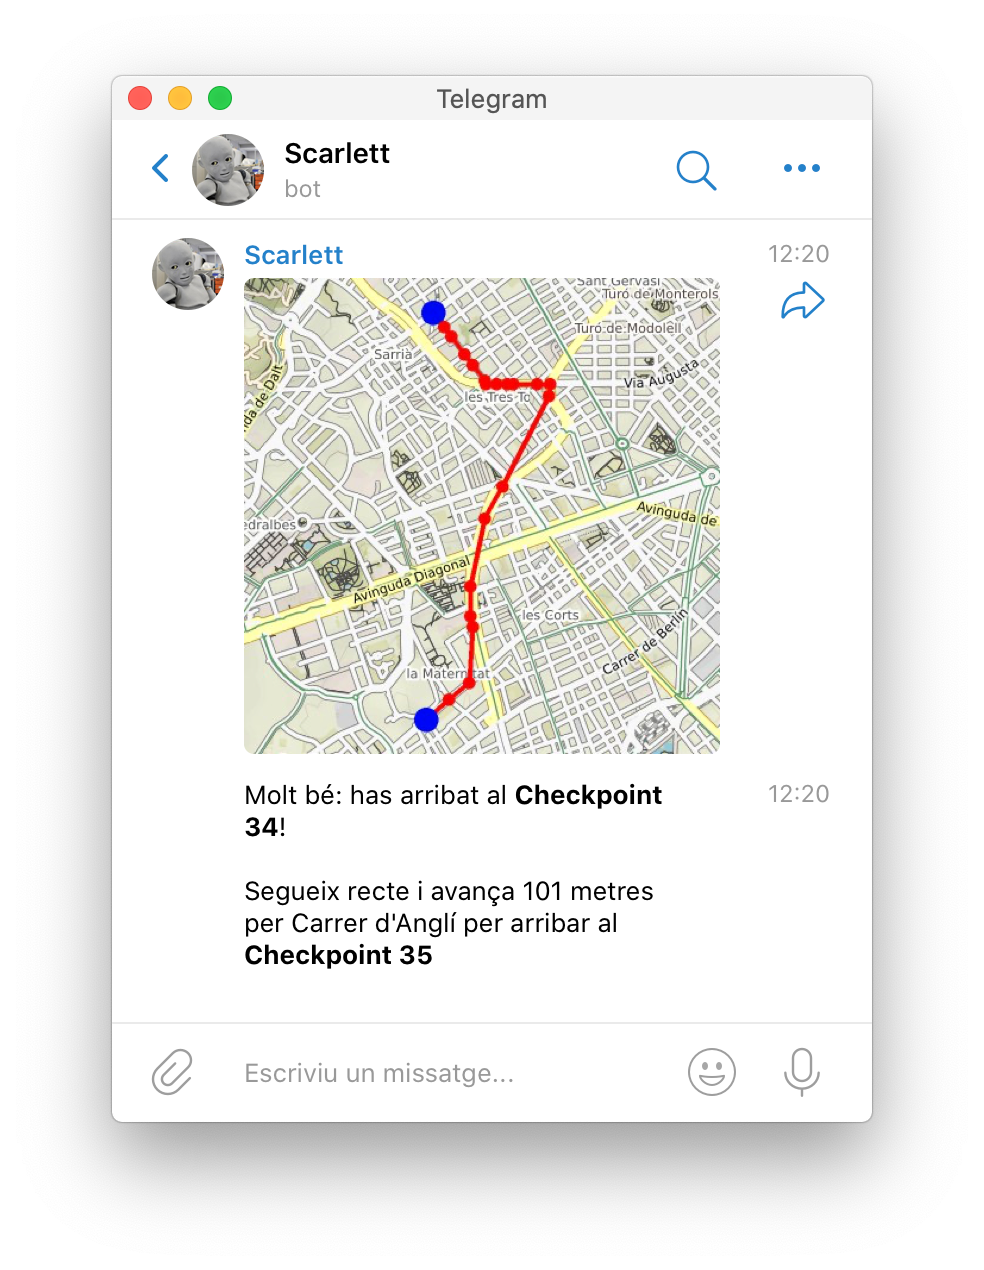 Telegram
Scarlett
bot
Scarlett
12:20
Sant Gervasi
Turó de Monterols
Turó de Modolell
Sarrià
Via Augusta
les Tres To
nda de Dalt
edralbes
Avinguda de
Avinguda Diagonal
les Corts
Carrer de Berlín
la Maternitat
Molt bé: has arribat al Checkpoint
34!
12:20
Segueix recte i avança 101 metres
per Carrer d'Anglí per arribar al
Checkpoint 35
Escriviu un missatge...